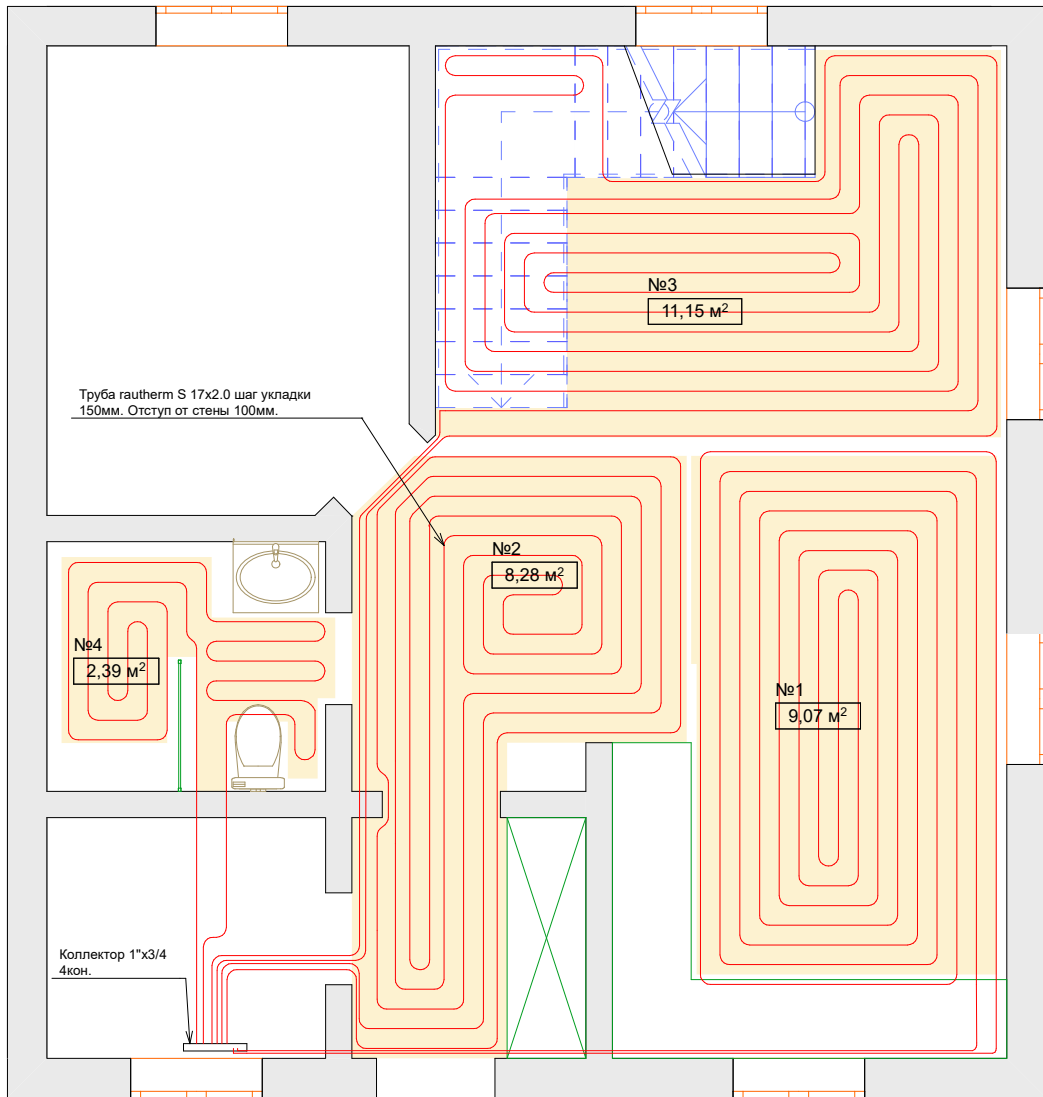 №3
11,15 м²
Труба rautherm S 17x2.0 шаг укладки
150мм. Отступ от стены 100мм.
№2
8,28 м²
№4
2,39 м²
№1
9,07 м²
Коллектор 1"x3/4
4кон.